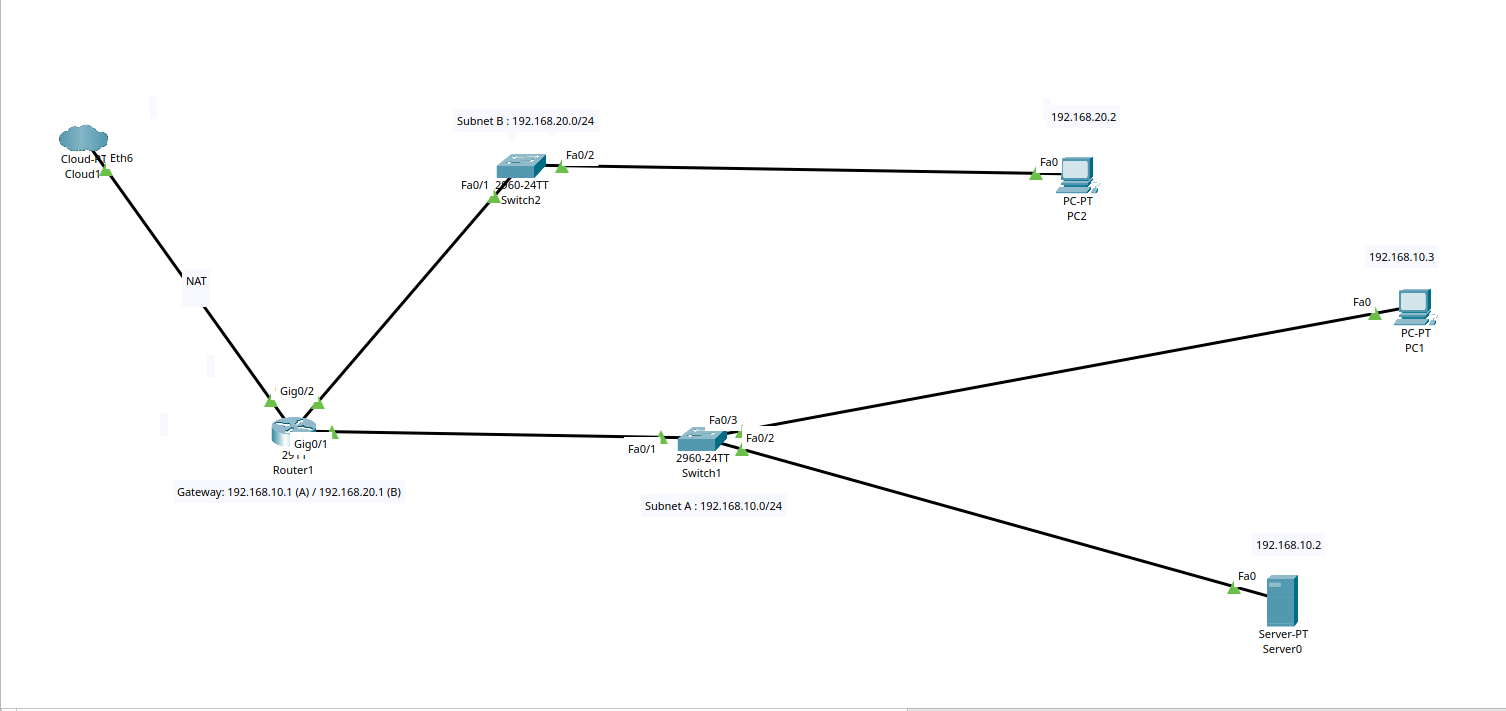 Subnet B : 192.168.20.0/24
192.168.20.2
Eth6
Cloud1
Fa0/2
Fa0/1
2960-24TT
Switch2
Fa0
PC-PT
PC2
192.168.10.3
NAT
Fa0
PC-PT
PC1
Gig0/2
Gig0/1
Router1
Fa0/3
Fa0/2
Fa0/1
2960-24TT
Switch1
Gateway: 192.168.10.1 (A) / 192.168.20.1 (B)
Subnet A : 192.168.10.0/24
192.168.10.2
Fa0
Server-PT
Server0